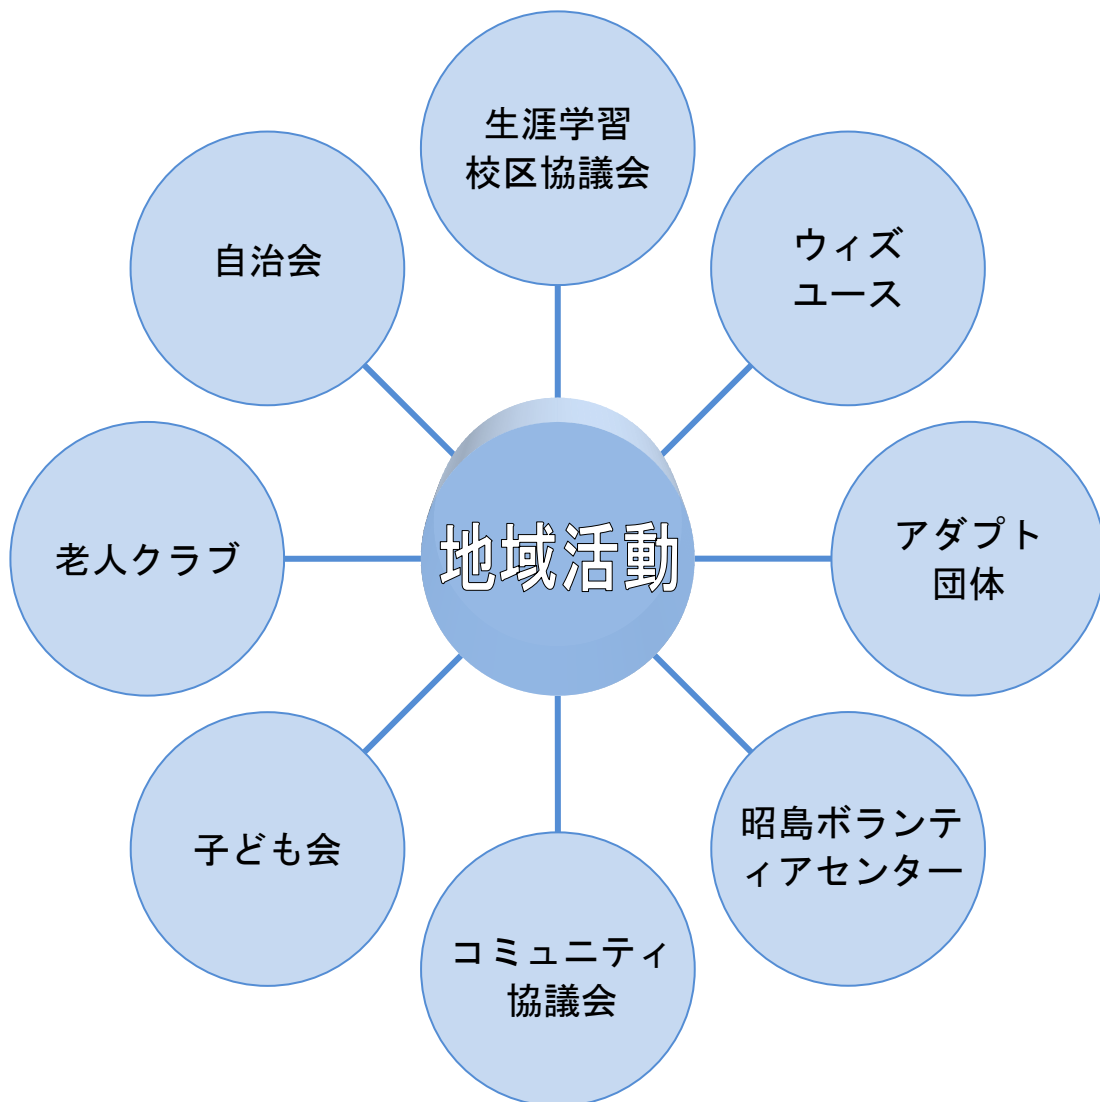 生涯学習
校区協議会
ウィズ
ユース
アダプト
団体
昭島ボランテ
ィアセンター
コミュニティ
協議会
子ども会
老人クラブ
自治会
地域活動